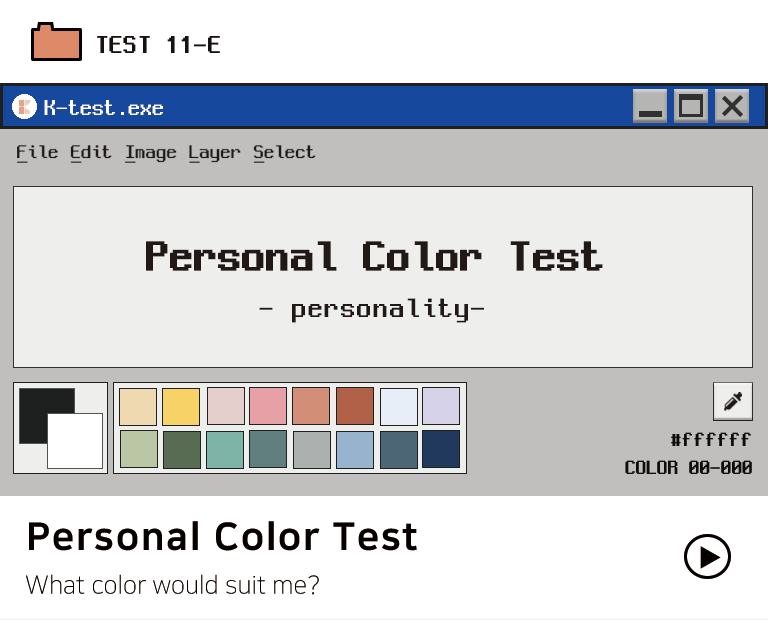 TEST 11-E
K-test.exe
File Edit Image Layer Select
Personal Color Test
- personality-
#ffffff
COLOR 00-000
Personal Color Test
What color would suit me?